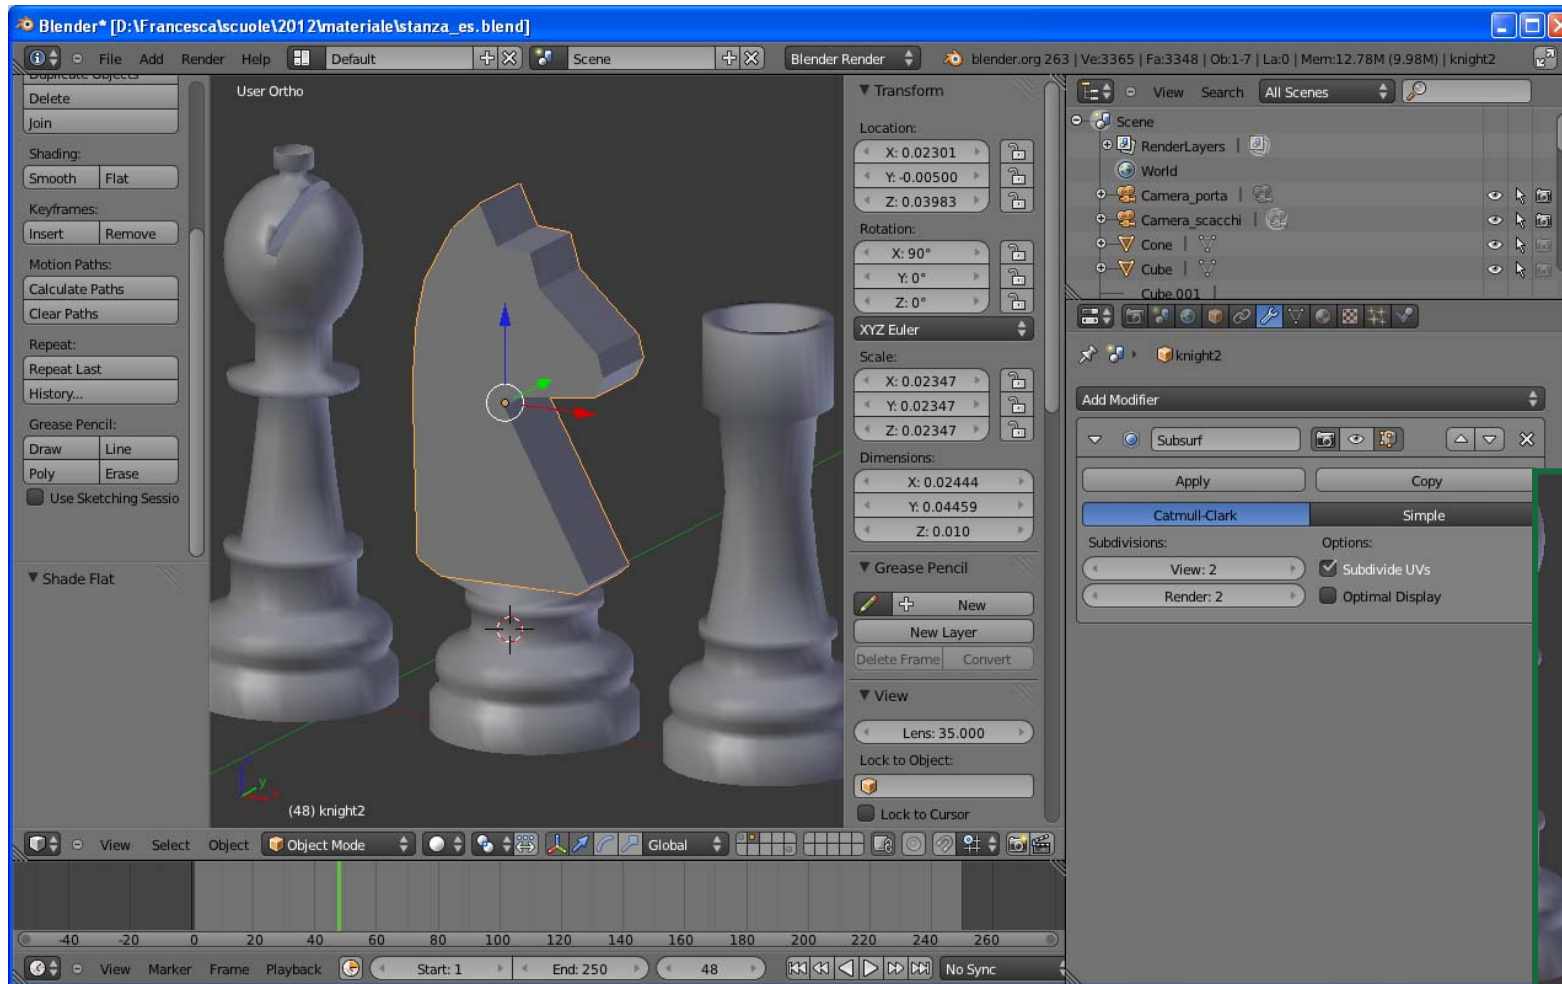 Blender* [D:\Francesca\scuole\2012\materiale\stanza_es.blend]
File Add Render Help Default Scene Blender Render blender.org 263 | Ve:3365 | Fa:3348 | Ob:1-7 | La:0 | Mem:12.78M (9.98M) | knight2
Duplicate Objects
Delete
Join
Shading:
Smooth Flat
Keyframes:
Insert Remove
Motion Paths:
Calculate Paths
Clear Paths
Repeat:
Repeat Last
History...
Grease Pencil:
Draw Line
Poly Erase
Use Sketching Sessio
Shade Flat
User Ortho
y
x
(48) knight2
Transform
Location:
X: 0.02301
Y: -0.00500
Z: 0.03983
Rotation:
X: 90°
Y: 0°
Z: 0°
XYZ Euler
Scale:
X: 0.02347
Y: 0.02347
Z: 0.02347
Dimensions:
X: 0.02444
Y: 0.04459
Z: 0.010
Grease Pencil
New
New Layer
Delete Frame Convert
View
Lens: 35.000
Lock to Object:
Lock to Cursor
View Search All Scenes
Scene
RenderLayers |
World
Camera_porta |
Camera_scacchi |
Cone |
Cube |
Cube.001 |
knight2
Add Modifier
Subsurf
Apply Copy
Catmull-Clark Simple
Subdivisions: Options:
View: 2 Subdivide UVs
Render: 2 Optimal Display
View Select Object Object Mode Global
-40 -20 0 20 40 60 80 100 120 140 160 180 200 220 240 260
View Marker Frame Playback Start: 1 End: 250 48 No Sync